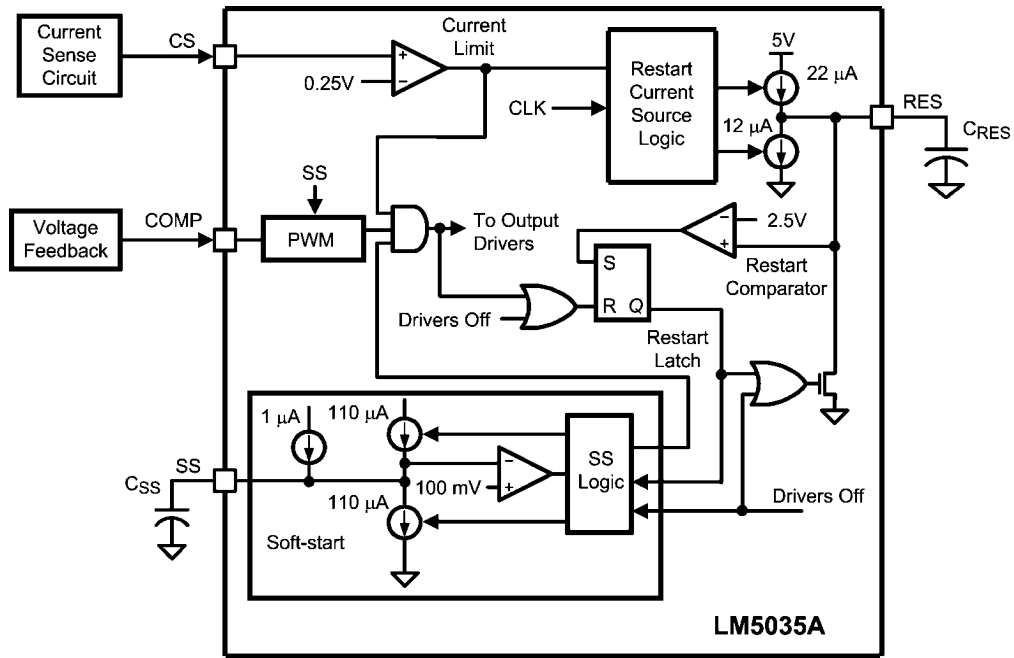 Current
Sense
Circuit
CS
0.25V
+
−
Current
Limit
CLK
Restart
Current
Source
Logic
5V
22 µA
12 µA
RES
CRES
Voltage
Feedback
COMP
SS
PWM
To Output
Drivers
Drivers Off
S
R Q
Restart
Latch
−
+
2.5V
Restart
Comparator
1 µA
110 µA
100 mV
−
+
110 µA
SS
Logic
Soft-start
SS
CSS
Drivers Off
LM5035A